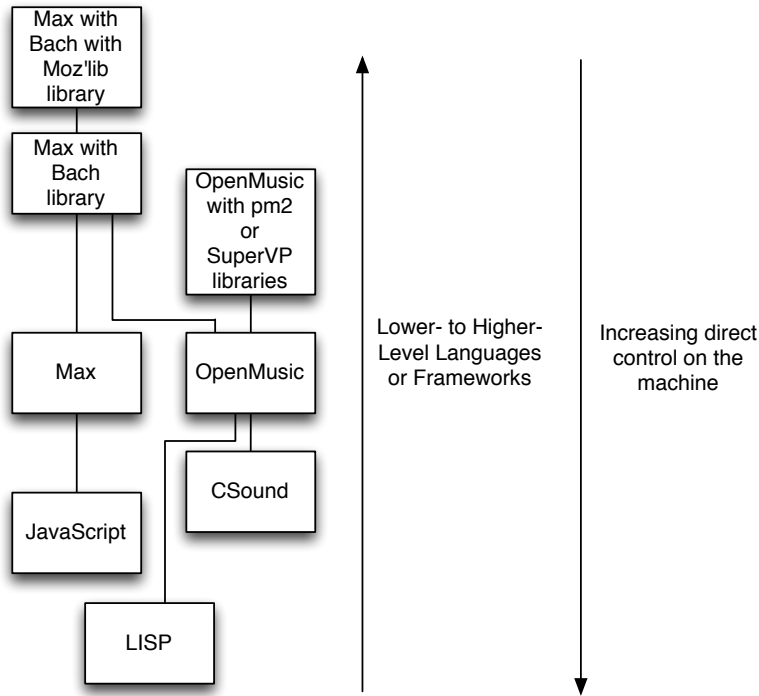 Max with
Bach with
Moz'lib
library
Max with
Bach
library
OpenMusic
with pm2
or
SuperVP
libraries
Max
OpenMusic
CSound
JavaScript
LISP
Lower- to Higher-
Level Languages
or Frameworks
Increasing direct
control on the
machine